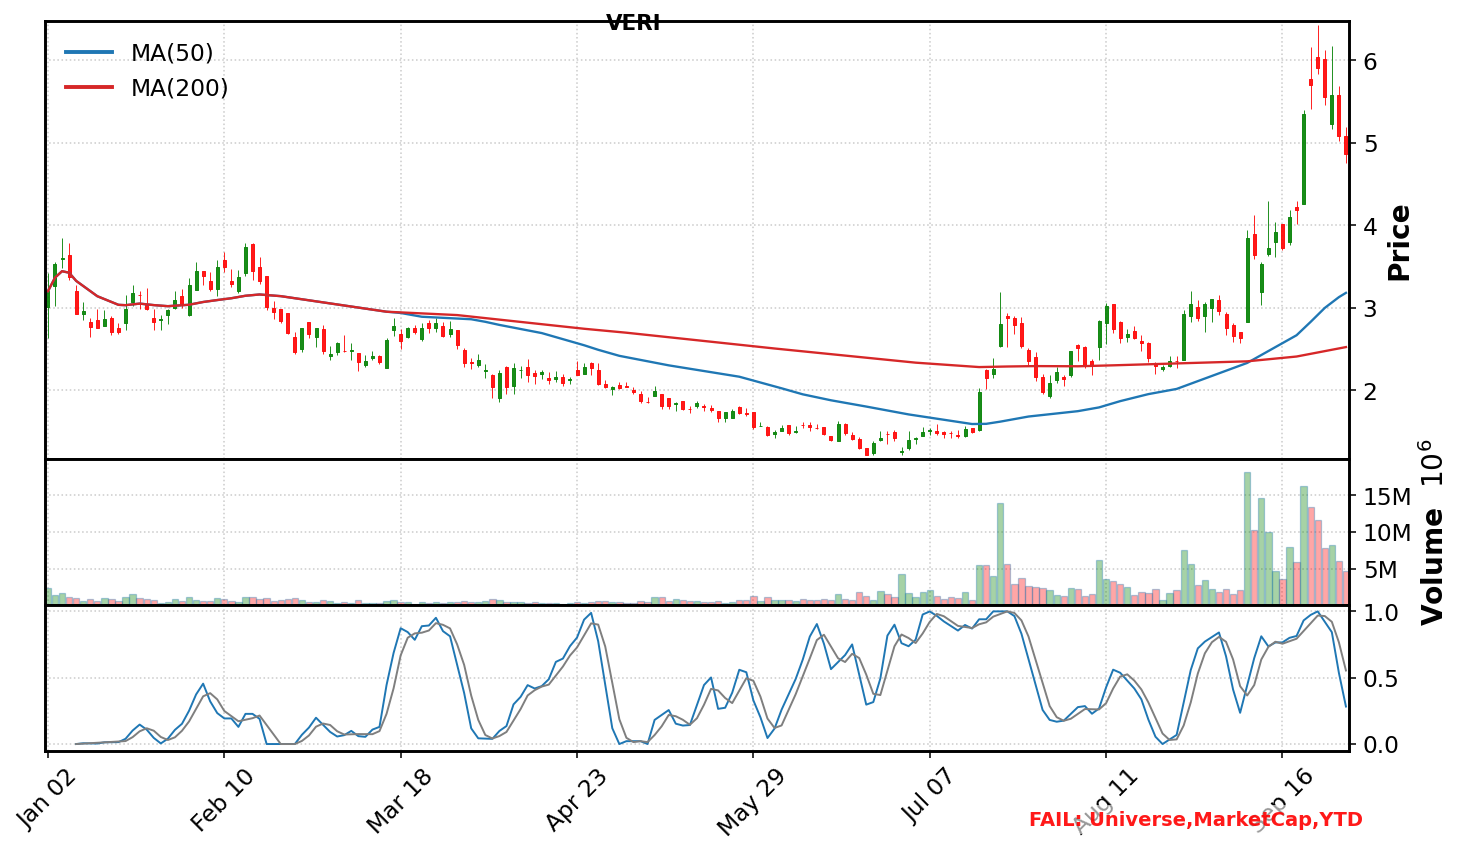 VERI
MA(50)
MA(200)
6
5
4
3
2
Price
15M
10M
5M
Volume 10^6
1.0
0.5
0.0
Jan 02
Feb 10
Mar 18
Apr 23
May 29
Jul 07
Aug 11
Sep 16
FAIL: Universe,MarketCap,YTD